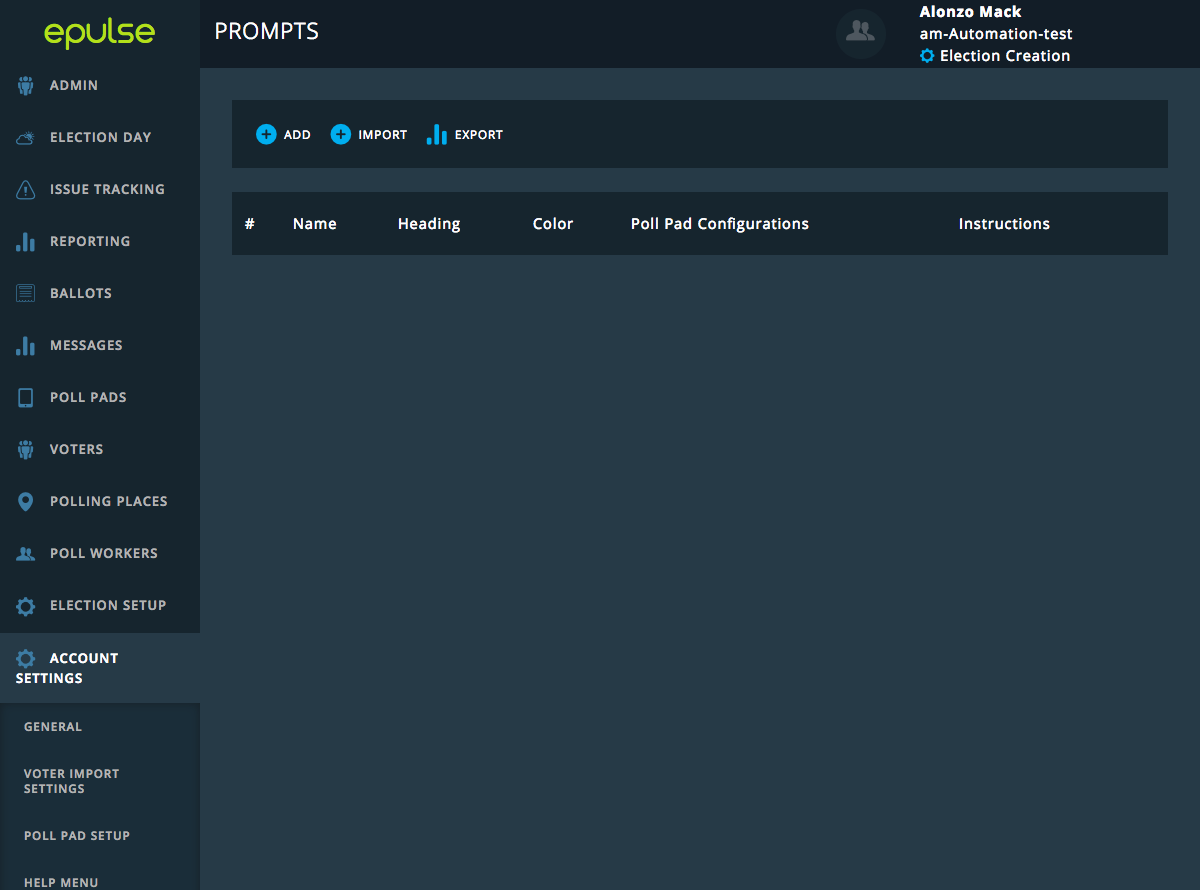 epulse
PROMPTS
Alonzo Mack
am-Automation-test
Election Creation
ADMIN
ELECTION DAY
ISSUE TRACKING
REPORTING
BALLOTS
MESSAGES
POLL PADS
VOTERS
POLLING PLACES
POLL WORKERS
ELECTION SETUP
ACCOUNT
SETTINGS
GENERAL
VOTER IMPORT
SETTINGS
POLL PAD SETUP
HELP MENU
ADD IMPORT EXPORT
# Name Heading Color Poll Pad Configurations Instructions